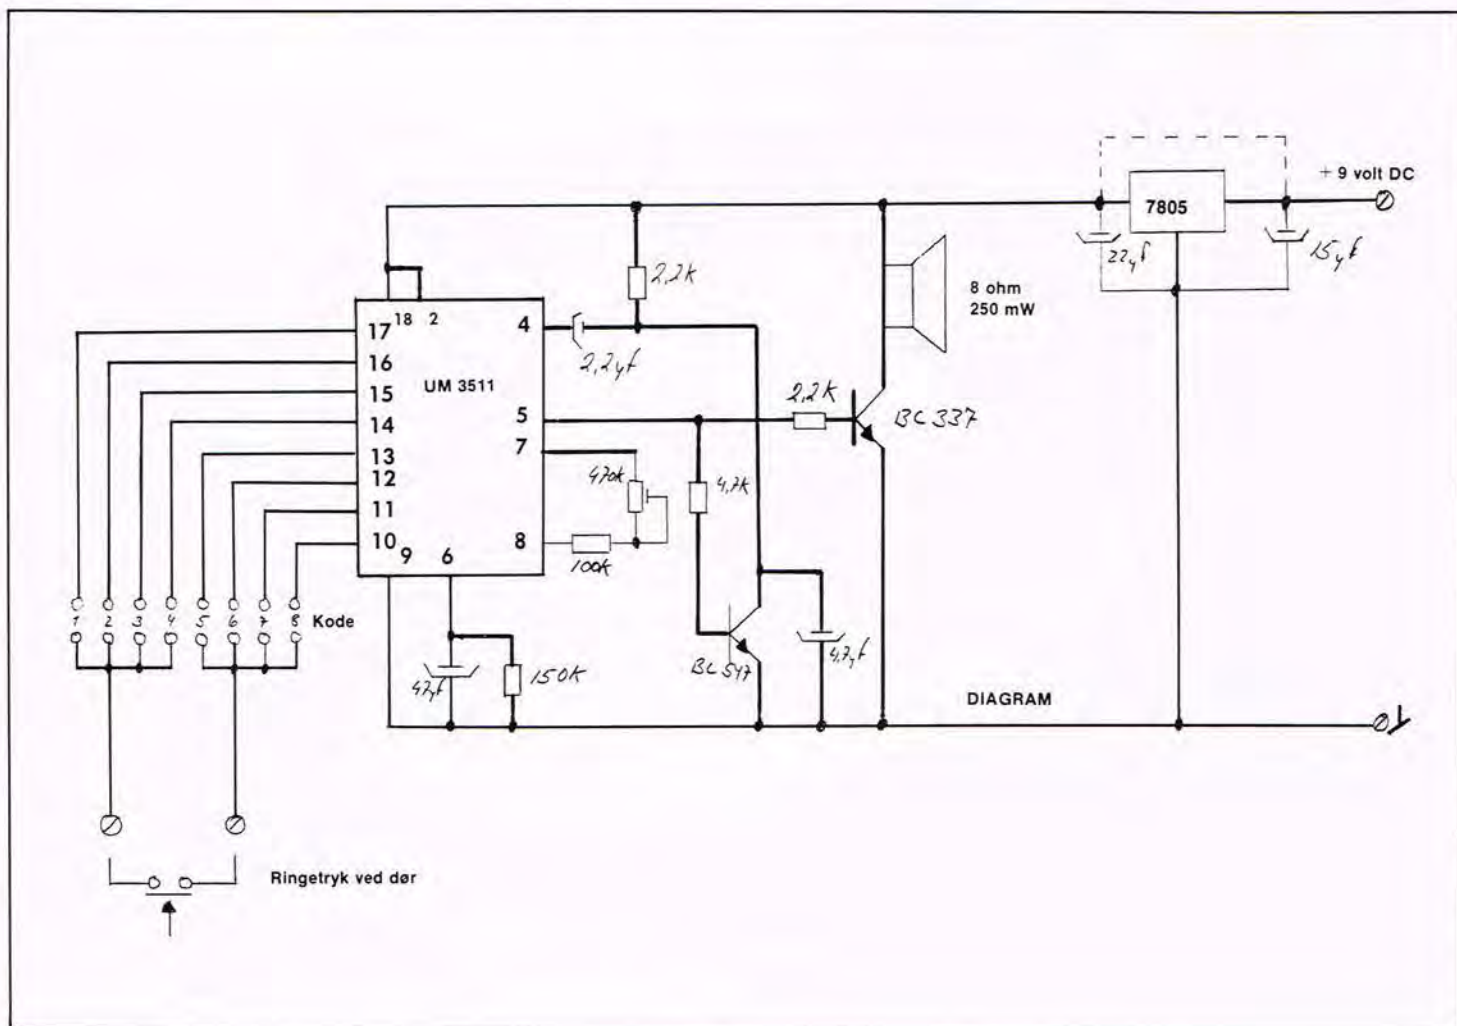 + 9 volt DC
7805
22µf
15µf
2,2K
8 ohm
250 mW
18 2
17
4
16
2,2µf
UM 3511
15
2,2K
5
14
BC 337
7
13
470K
12
4,7K
11
10
8
9 6
100K
1 2 3 4 5 6 7 8
Kode
BC 547
4,7µf
47µf
150K
DIAGRAM
Ringetryk ved dør